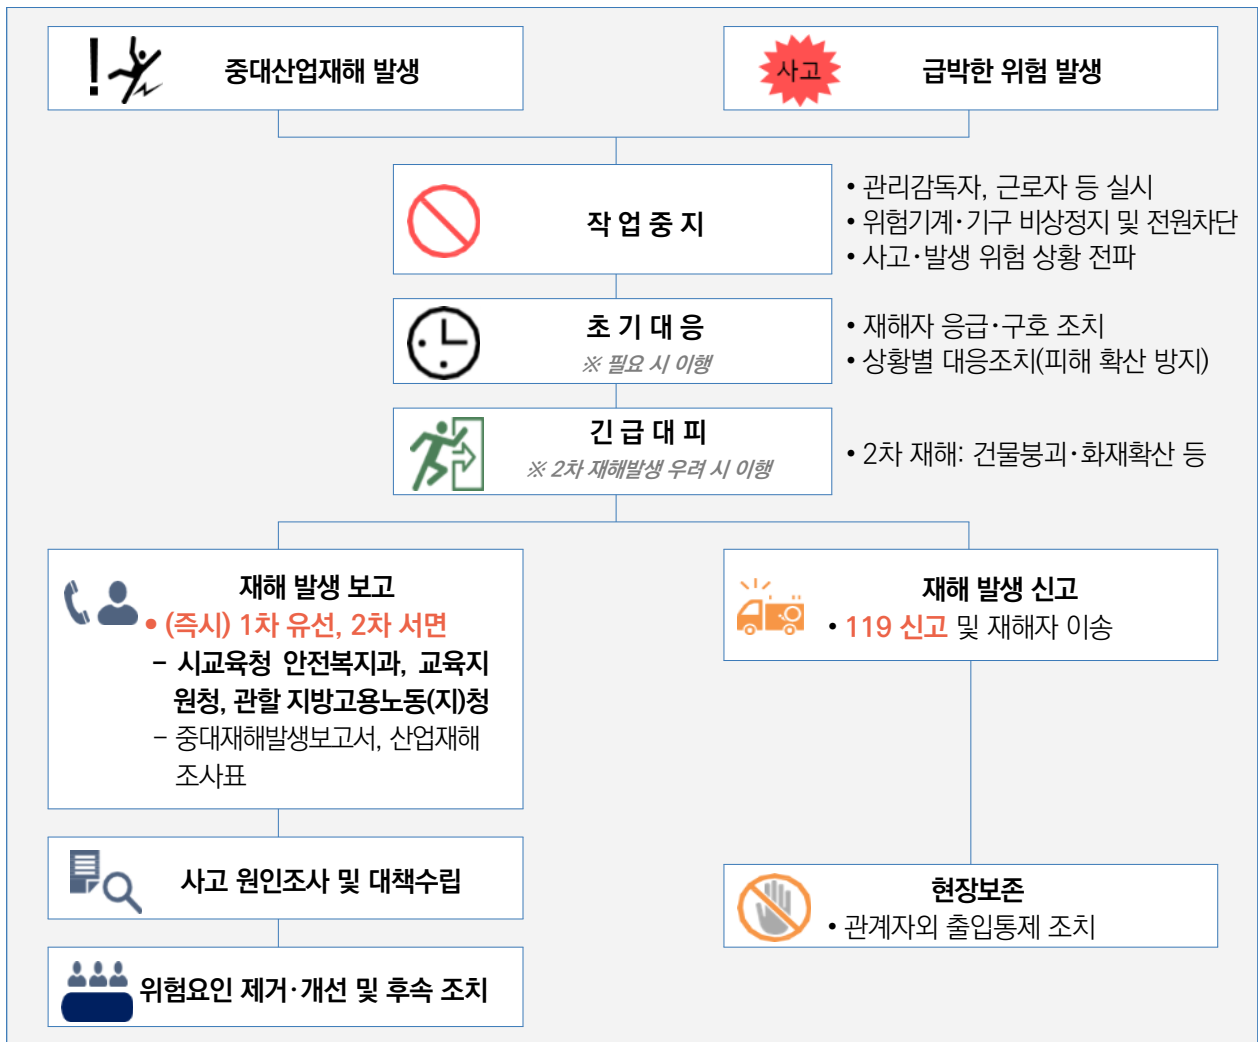 중대산업재해 발생
사고
급박한 위험 발생
작업중지
• 관리감독자, 근로자 등 실시
• 위험기계·기구 비상정지 및 전원차단
• 사고·발생 위험 상황 전파
초기대응
※ 필요 시 이행
• 재해자 응급·구호 조치
• 상황별 대응조치(피해 확산 방지)
긴급대피
※ 2차 재해발생 우려 시 이행
• 2차 재해: 건물붕괴·화재확산 등
재해 발생 보고
• (즉시) 1차 유선, 2차 서면
- 시교육청 안전복지과, 교육지
원청, 관할 지방고용노동(지)청
- 중대재해발생보고서, 산업재해
조사표
재해 발생 신고
• 119 신고 및 재해자 이송
사고 원인조사 및 대책수립
현장보존
• 관계자외 출입통제 조치
위험요인 제거·개선 및 후속 조치